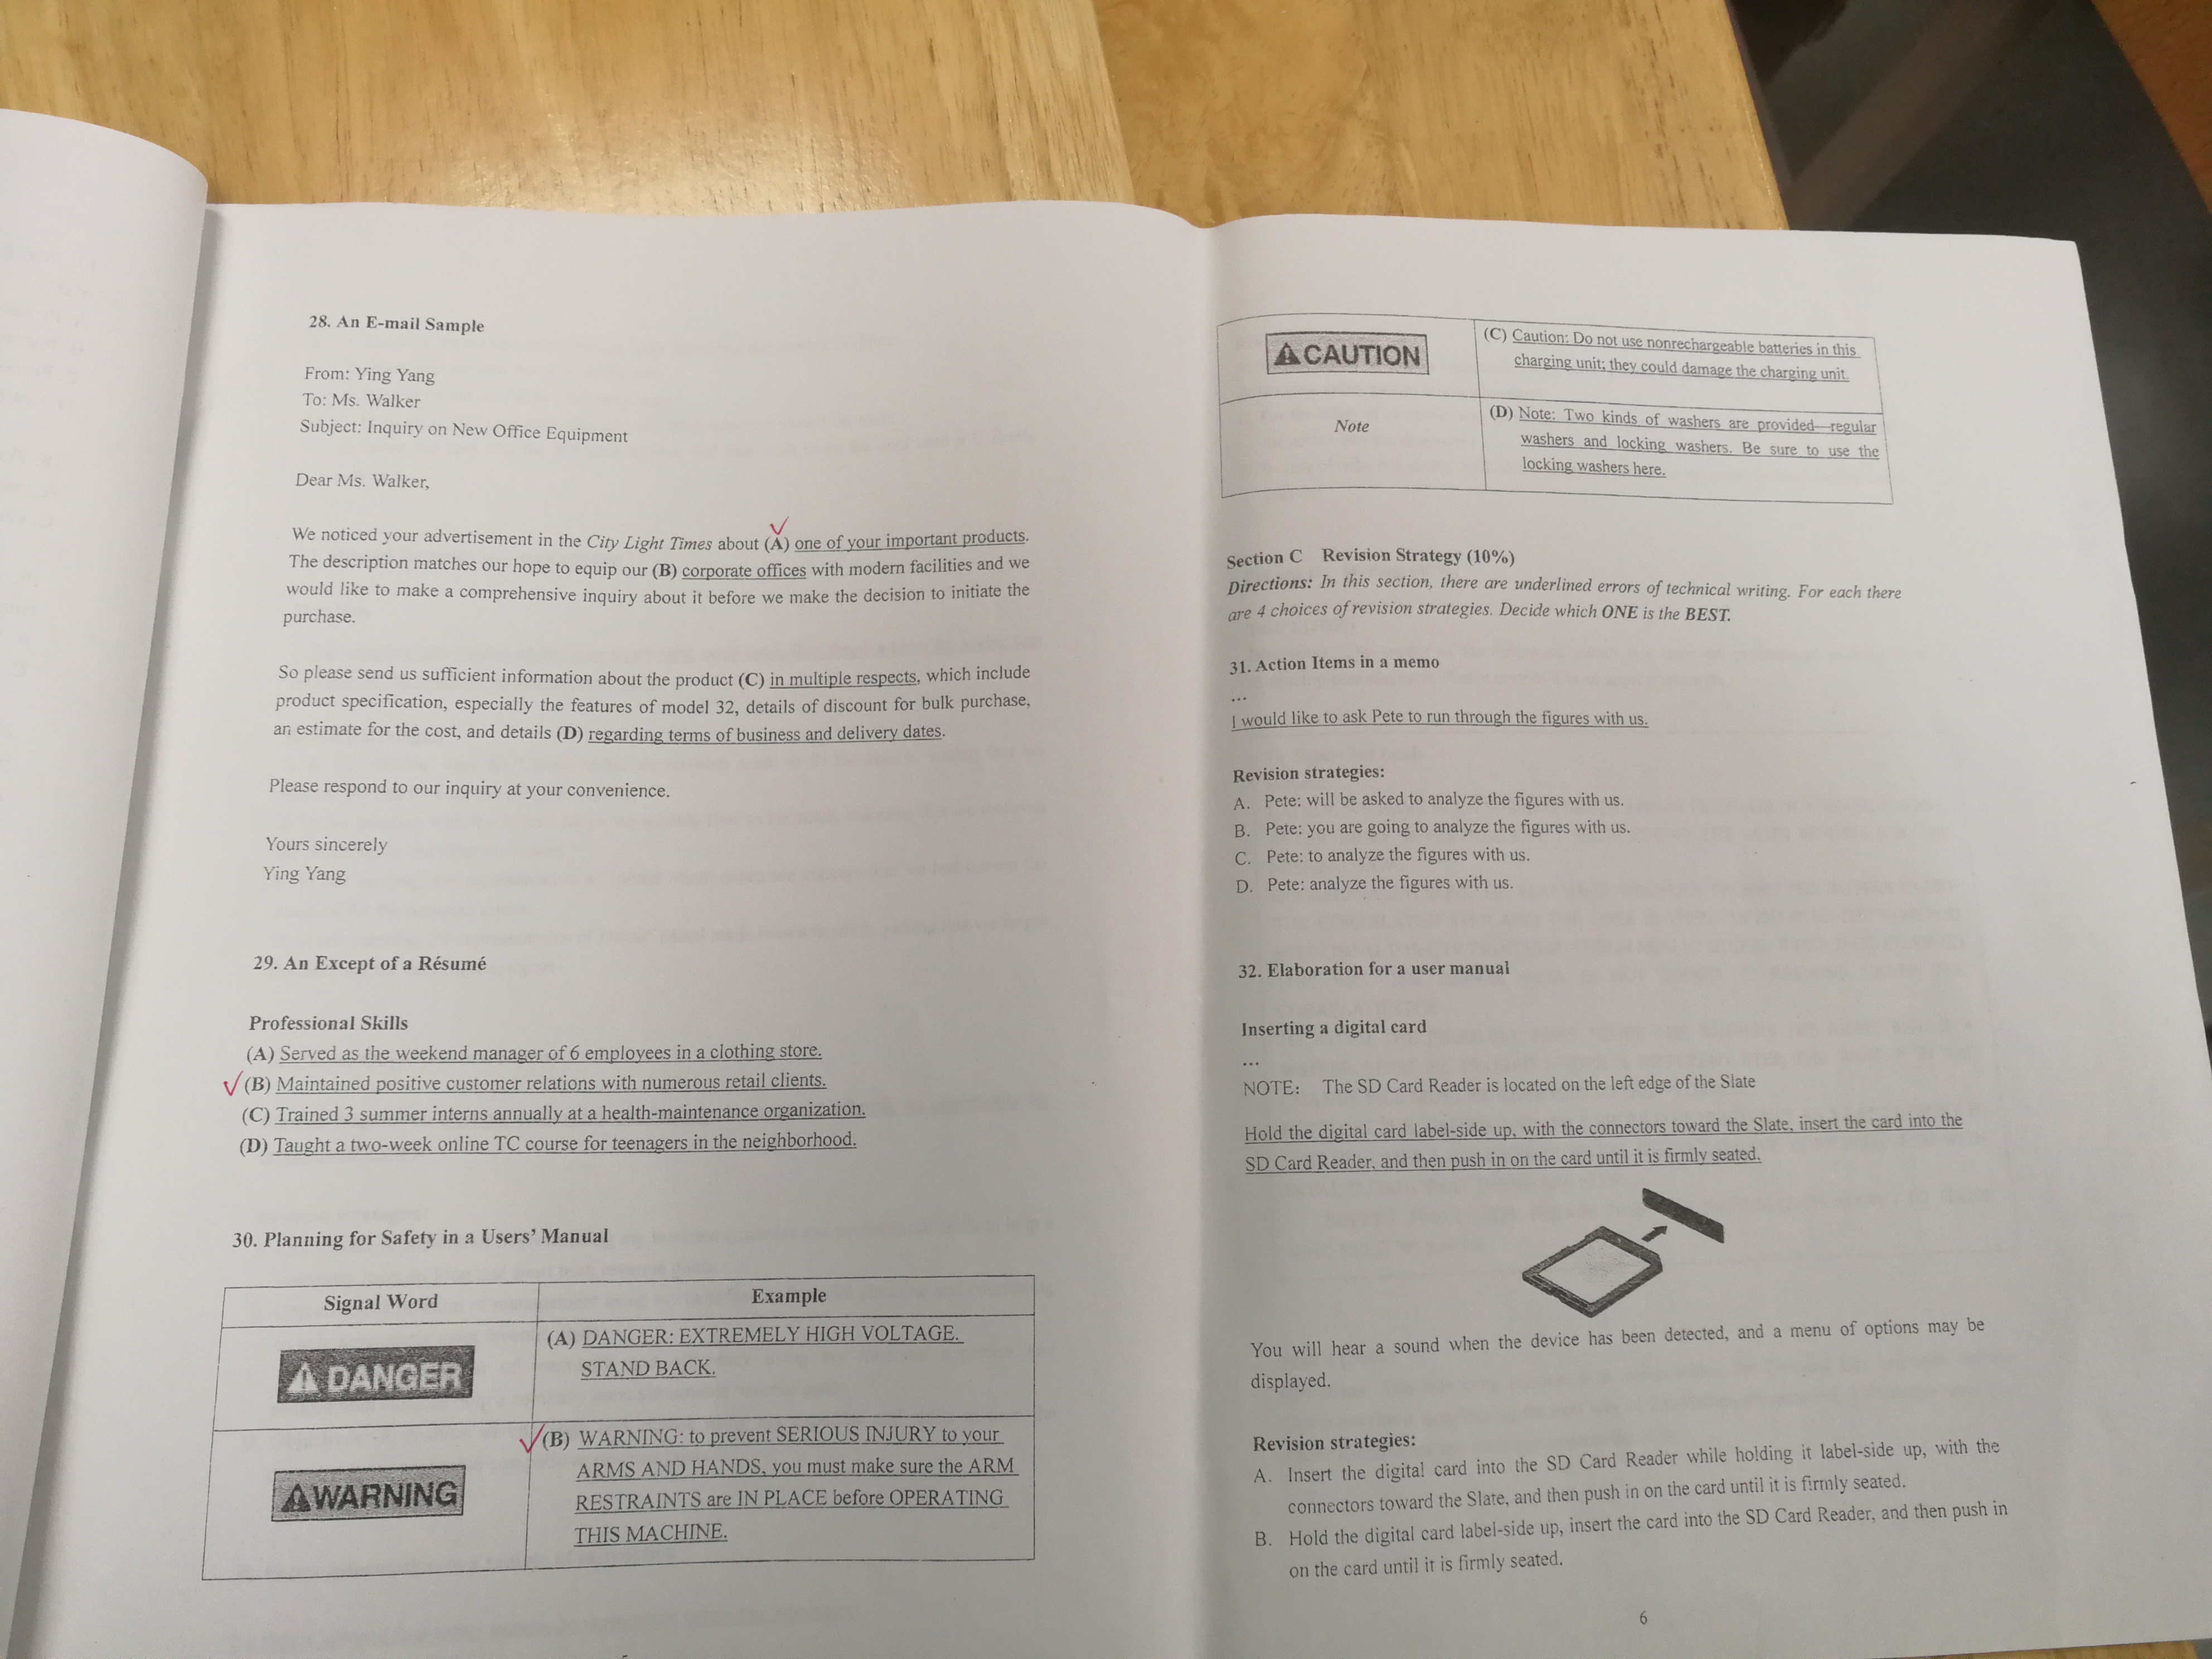 28. An E-mail Sample
From: Ying Yang
To: Ms. Walker
Subject: Inquiry on New Office Equipment
Dear Ms. Walker,
We noticed your advertisement in the City Light Times about (A) one of your important products.
The description matches our hope to equip our (B) corporate offices with modern facilities and we
would like to make a comprehensive inquiry about it before we make the decision to initiate the
purchase.
So please send us sufficient information about the product (C) in multiple respects, which include
product specification, especially the features of model 32, details of discount for bulk purchase,
an estimate for the cost, and details (D) regarding terms of business and delivery dates.
Please respond to our inquiry at your convenience.
Yours sincerely
Ying Yang
29. An Except of a Résumé
Professional Skills
(A) Served as the weekend manager of 6 employees in a clothing store.
(B) Maintained positive customer relations with numerous retail clients.
(C) Trained 3 summer interns annually at a health-maintenance organization.
(D) Taught a two-week online TC course for teenagers in the neighborhood.
30. Planning for Safety in a Users' Manual
Signal Word
Example
DANGER
(A) DANGER: EXTREMELY HIGH VOLTAGE.
STAND BACK.
WARNING
(B) WARNING: to prevent SERIOUS INJURY to your
ARMS AND HANDS, you must make sure the ARM
RESTRAINTS are IN PLACE before OPERATING
THIS MACHINE.
CAUTION
(C) Caution: Do not use nonrechargeable batteries in this
charging unit; they could damage the charging unit.
Note
(D) Note: Two kinds of washers are provided—regular
washers and locking washers. Be sure to use the
locking washers here.
Section C Revision Strategy (10%)
Directions: In this section, there are underlined errors of technical writing. For each there
are 4 choices of revision strategies. Decide which ONE is the BEST.
31. Action Items in a memo
...
I would like to ask Pete to run through the figures with us.
Revision strategies:
A. Pete: will be asked to analyze the figures with us.
B. Pete: you are going to analyze the figures with us.
C. Pete: to analyze the figures with us.
D. Pete: analyze the figures with us.
32. Elaboration for a user manual
Inserting a digital card
...
NOTE: The SD Card Reader is located on the left edge of the Slate
Hold the digital card label-side up, with the connectors toward the Slate, insert the card into the
SD Card Reader, and then push in on the card until it is firmly seated.
You will hear a sound when the device has been detected, and a menu of options may be
displayed.
Revision strategies:
A. Insert the digital card into the SD Card Reader while holding it label-side up, with the
connectors toward the Slate, and then push in on the card until it is firmly seated.
B. Hold the digital card label-side up, insert the card into the SD Card Reader, and then push in
on the card until it is firmly seated.
6